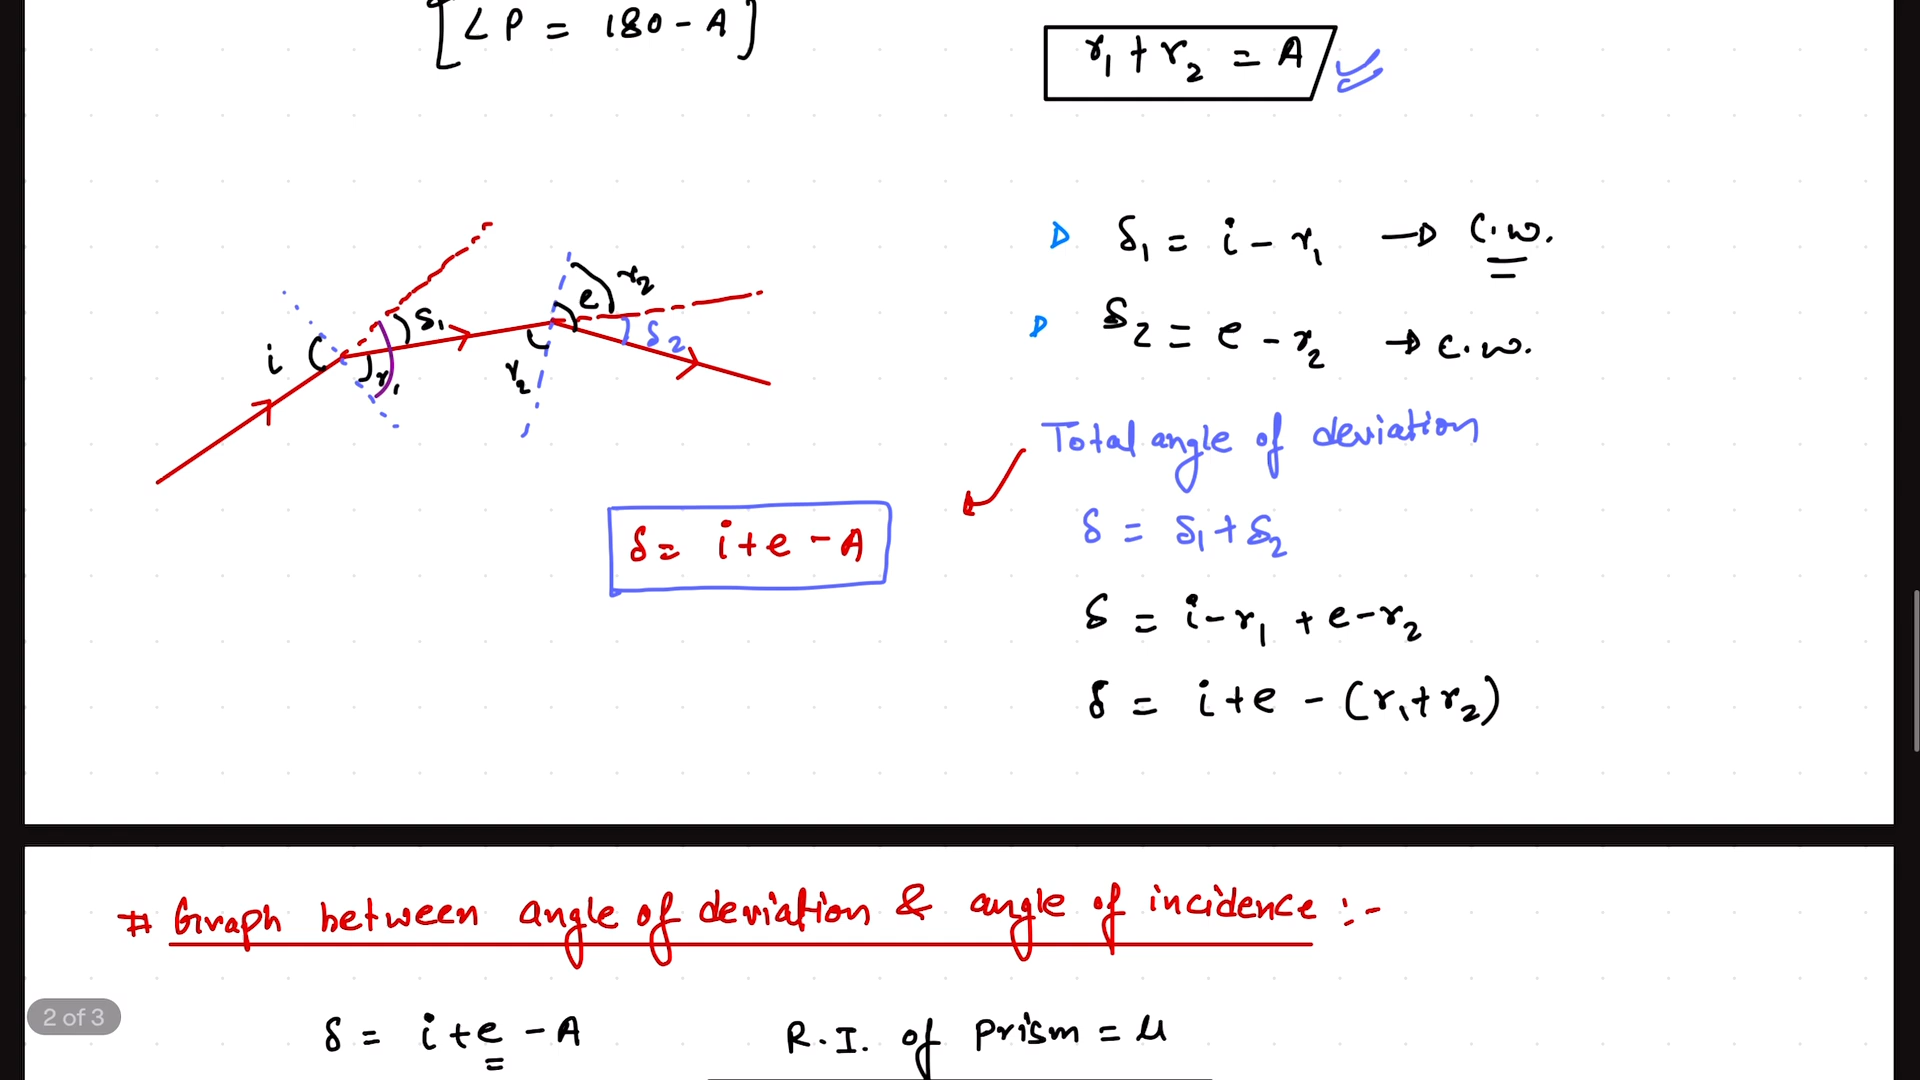 [∠P = 180 - A]
r₁ + r₂ = A
δ₁ = i - r₁ → C.W.
δ₂ = e - r₂ → C.W.
i
r₁
δ₁
r₂
e
r₂
δ₂
Total angle of deviation
δ = δ₁ + δ₂
δ = i + e - A
δ = i - r₁ + e - r₂
δ = i + e - (r₁ + r₂)
# Graph between angle of deviation & angle of incidence :-
2 of 3
δ = i + e - A
R.I. of Prism = μ